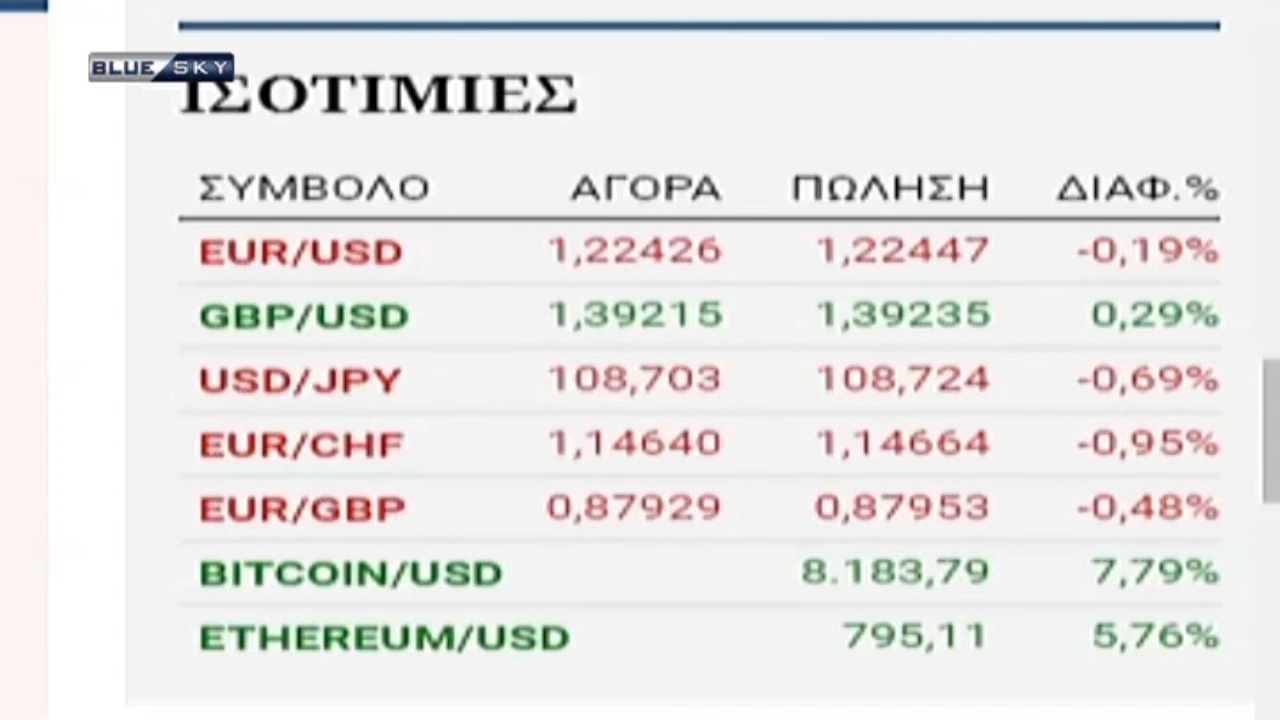 BLUE SKY
ΙΣΟΤΙΜΙΕΣ
ΣΥΜΒΟΛΟ ΑΓΟΡΑ ΠΩΛΗΣΗ ΔΙΑΦ.%
EUR/USD 1,22426 1,22447 -0,19%
GBP/USD 1,39215 1,39235 0,29%
USD/JPY 108,703 108,724 -0,69%
EUR/CHF 1,14640 1,14664 -0,95%
EUR/GBP 0,87929 0,87953 -0,48%
BITCOIN/USD 8.183,79 7,79%
ETHEREUM/USD 795,11 5,76%